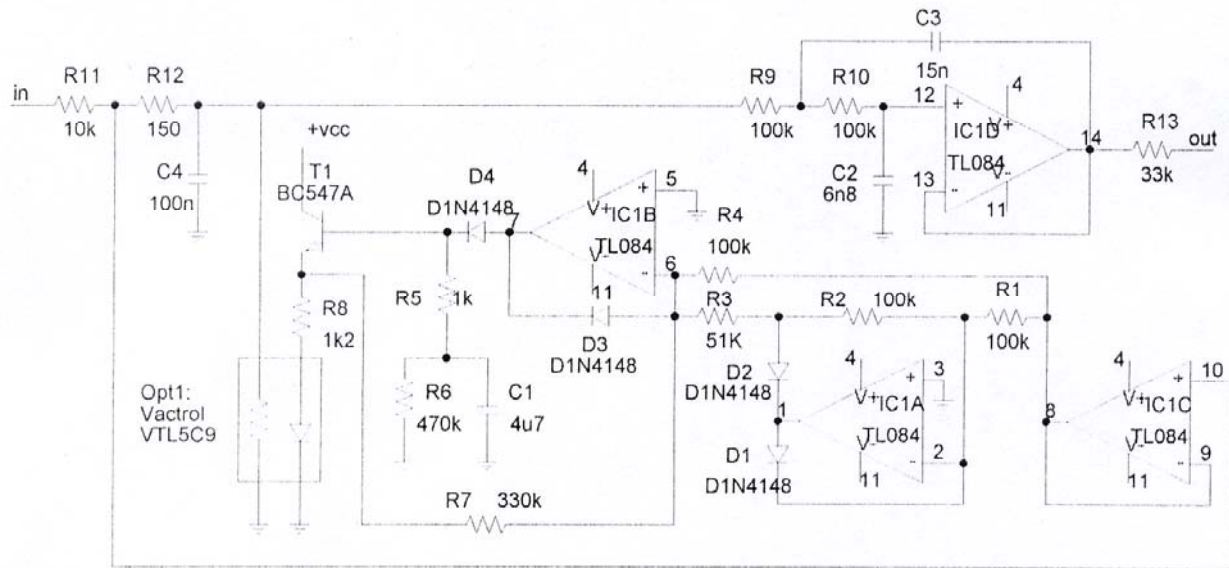 C3
R11
R12
R9
R10
15n
in
12
4
+
10k
150
100k
100k
IC1D
V+
14
R13
out
+vcc
TL084
C4
100n
T1
BC547A
D4
D1N4148
4
5
C2
6n8
13
-
V-
11
33k
7
V+
IC1B
+
R4
TL084
100k
V-
6
-
R8
1k2
R5
1k
11
R3
R2
100k
R1
D3
D1N4148
51K
100k
Opt1:
Vactrol
VTL5C9
R6
470k
C1
4u7
D2
D1N4148
4
3
+
V+
IC1A
1
TL084
4
10
+
V+
IC1C
8
TL084
D1
D1N4148
V-
2
-
11
V-
9
-
11
R7
330k